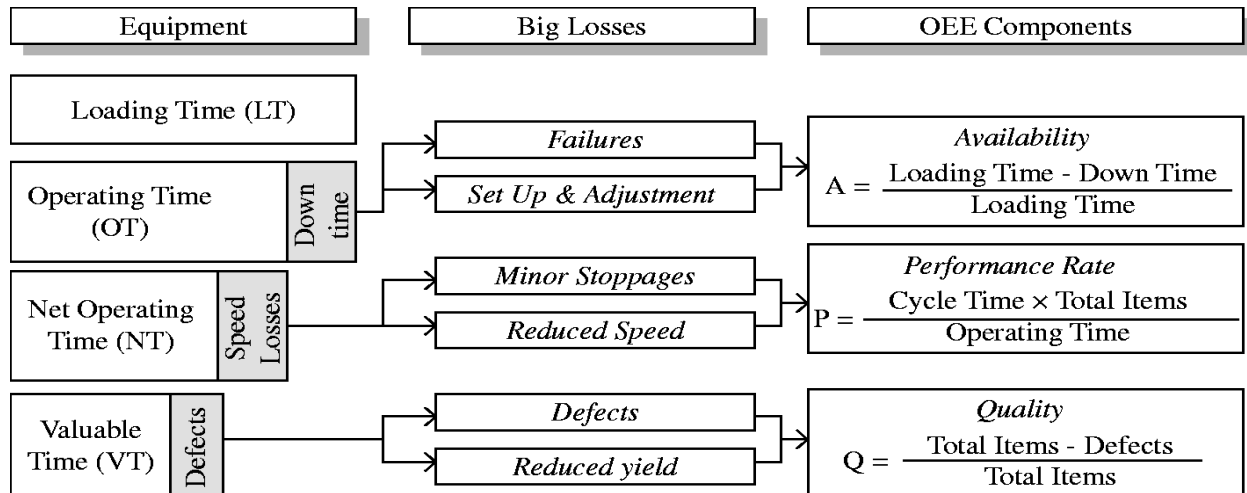 Equipment
Big Losses
OEE Components
Loading Time (LT)
Operating Time
(OT)
Down
time
Failures
Set Up & Adjustment
Availability
A = Loading Time - Down Time
Loading Time
Net Operating
Time (NT)
Speed
Losses
Minor Stoppages
Reduced Speed
Performance Rate
P = Cycle Time × Total Items
Operating Time
Valuable
Time (VT)
Defects
Defects
Reduced yield
Quality
Q = Total Items - Defects
Total Items